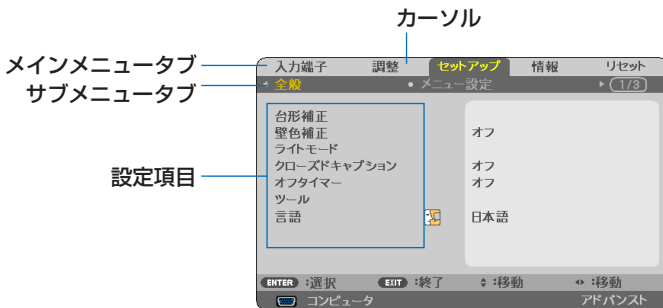 カーソル
メインメニュータブ
入力端子 調整 セットアップ 情報 リセット
サブメニュータブ
全般 メニュー設定 1/3
台形補正
壁色補正 オフ
ライトモード
クローズドキャプション オフ
設定項目
オフタイマー オフ
ツール
言語 日本語
ENTER :選択 EXIT :終了 :移動 :移動
コンピュータ アドバンスト